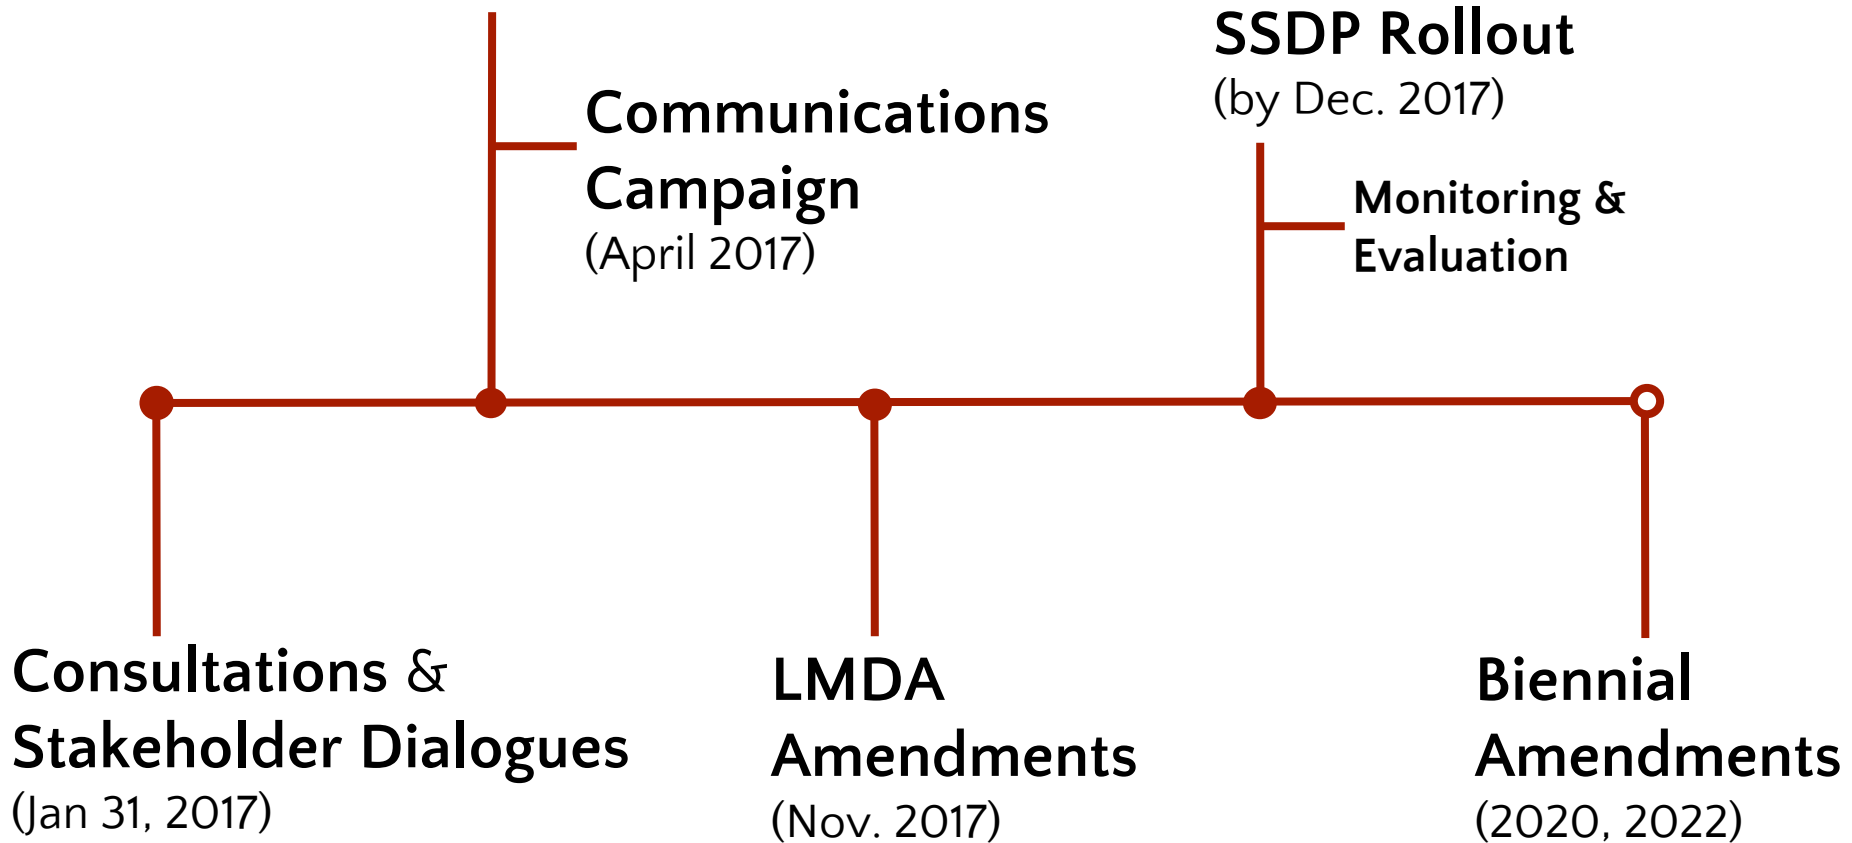 Communications
Campaign
(April 2017)
SSDP Rollout
(by Dec. 2017)
Monitoring &
Evaluation
Consultations &
Stakeholder Dialogues
(Jan 31, 2017)
LMDA
Amendments
(Nov. 2017)
Biennial
Amendments
(2020, 2022)